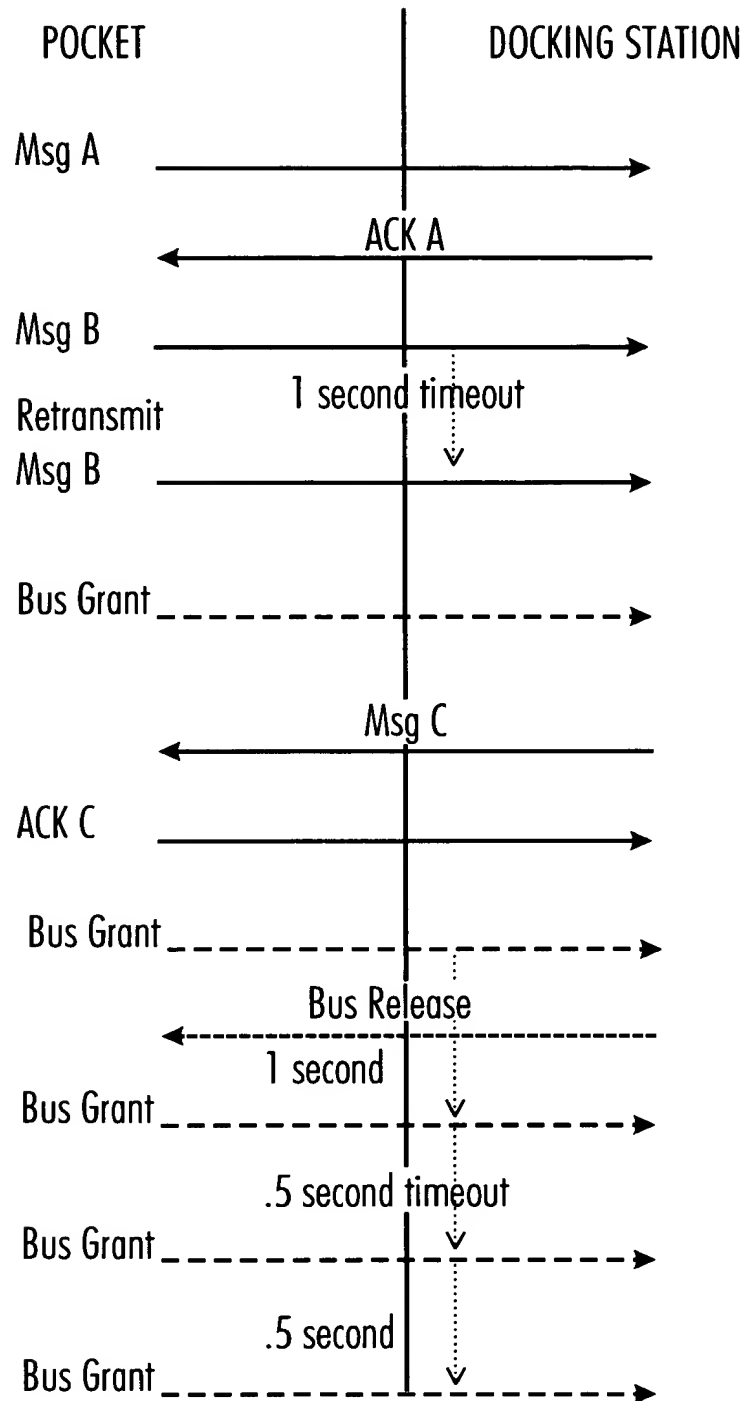 POCKET DOCKING STATION
Msg A
ACK A
Msg B
1 second timeout
Retransmit
Msg B
Bus Grant
Msg C
ACK C
Bus Grant
Bus Release
1 second
Bus Grant
.5 second timeout
Bus Grant
.5 second
Bus Grant